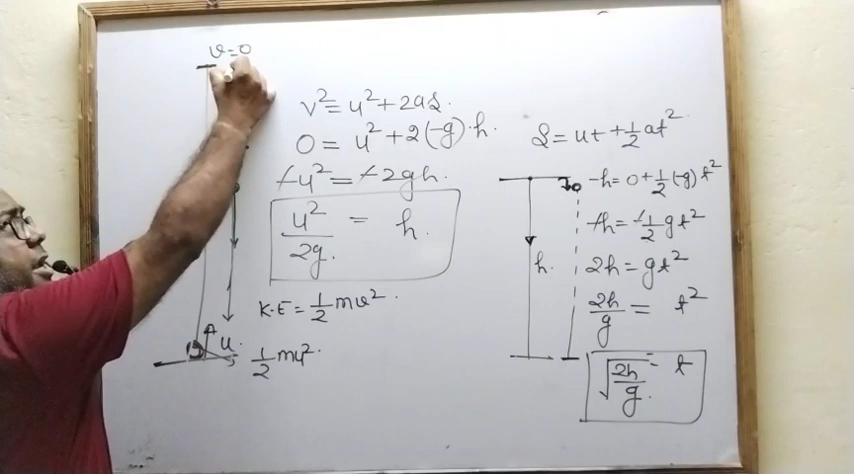 v=0
v²=u²+2as.
0=u²+2(-g)·h.
-u²=-2gh.
u²/2g. = h.
K.E=½mv².
u.
½mu².
S=ut+½at²
-h=0+½(-g)t²
-h=-½gt²
h.
2h=gt²
2h/g = t²
√(2h/g.) = t